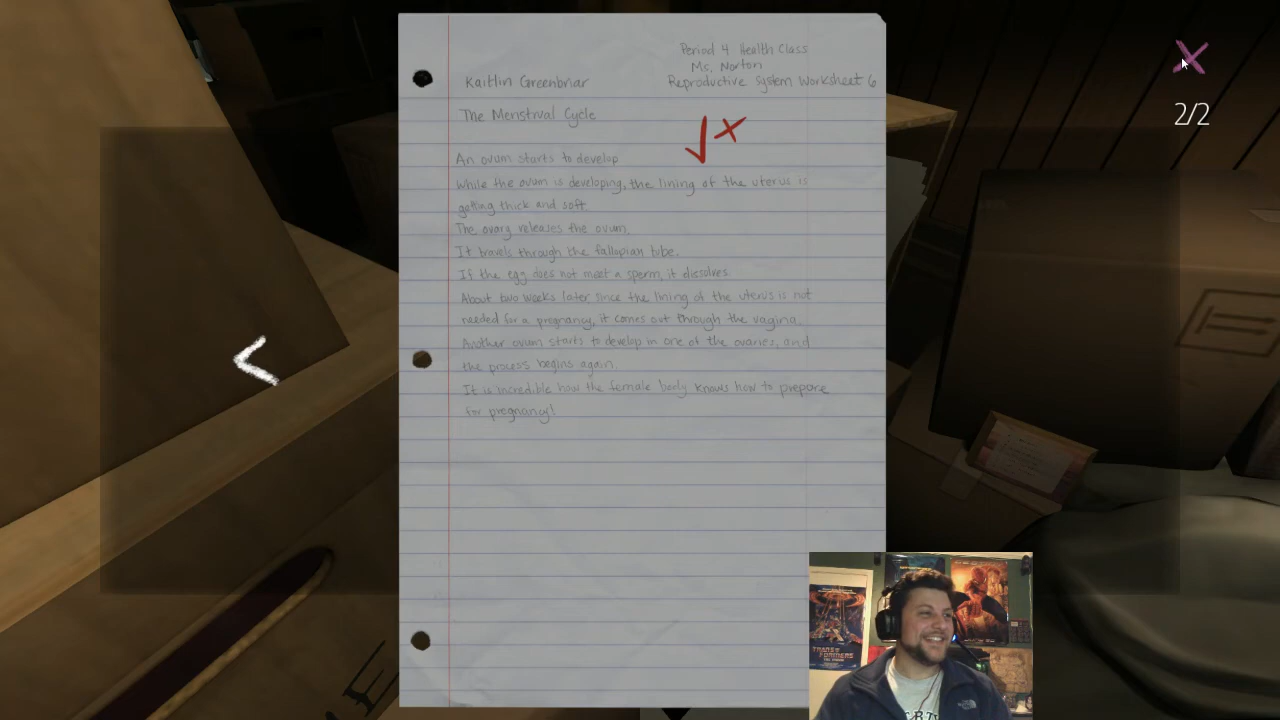 Period 4 Health Class
Ms. Norton
Kaitlin Greenbriar
Reproductive System Worksheet 6
The Menstrual Cycle
2/2
An ovum starts to develop
While the ovum is developing, the lining of the uterus is
getting thick and soft.
The ovary releases the ovum.
It travels through the fallopian tube.
If the egg does not meet a sperm, it dissolves.
About two weeks later since the lining of the uterus is not
needed for a pregnancy, it comes out through the vagina.
Another ovum starts to develop in one of the ovaries, and
the process begins again.
It is incredible how the female body knows how to prepare
for pregnancy!
TRANSFORMERS